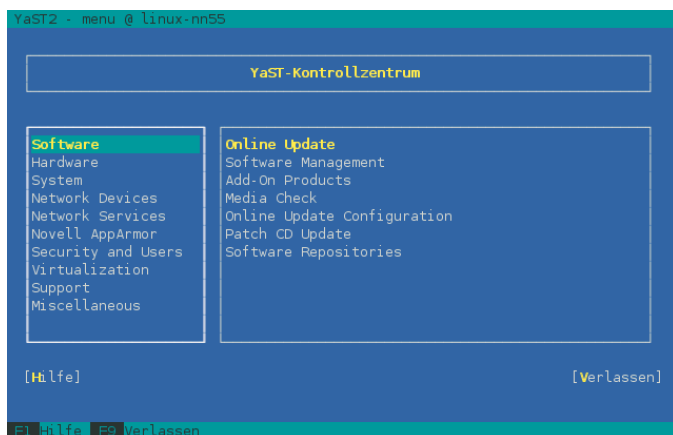 YaST2 - menu @ linux-nn55
YaST-Kontrollzentrum
Software
Hardware
System
Network Devices
Network Services
Novell AppArmor
Security and Users
Virtualization
Support
Miscellaneous
Online Update
Software Management
Add-On Products
Media Check
Online Update Configuration
Patch CD Update
Software Repositories
[Hilfe]
[Verlassen]
F1 Hilfe F9 Verlassen